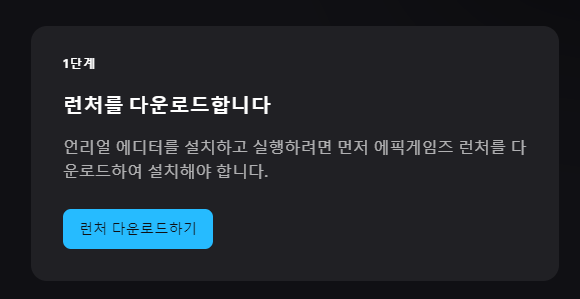 1단계
런처를 다운로드합니다
언리얼 에디터를 설치하고 실행하려면 먼저 에픽게임즈 런처를 다
운로드하여 설치해야 합니다.
런처 다운로드하기